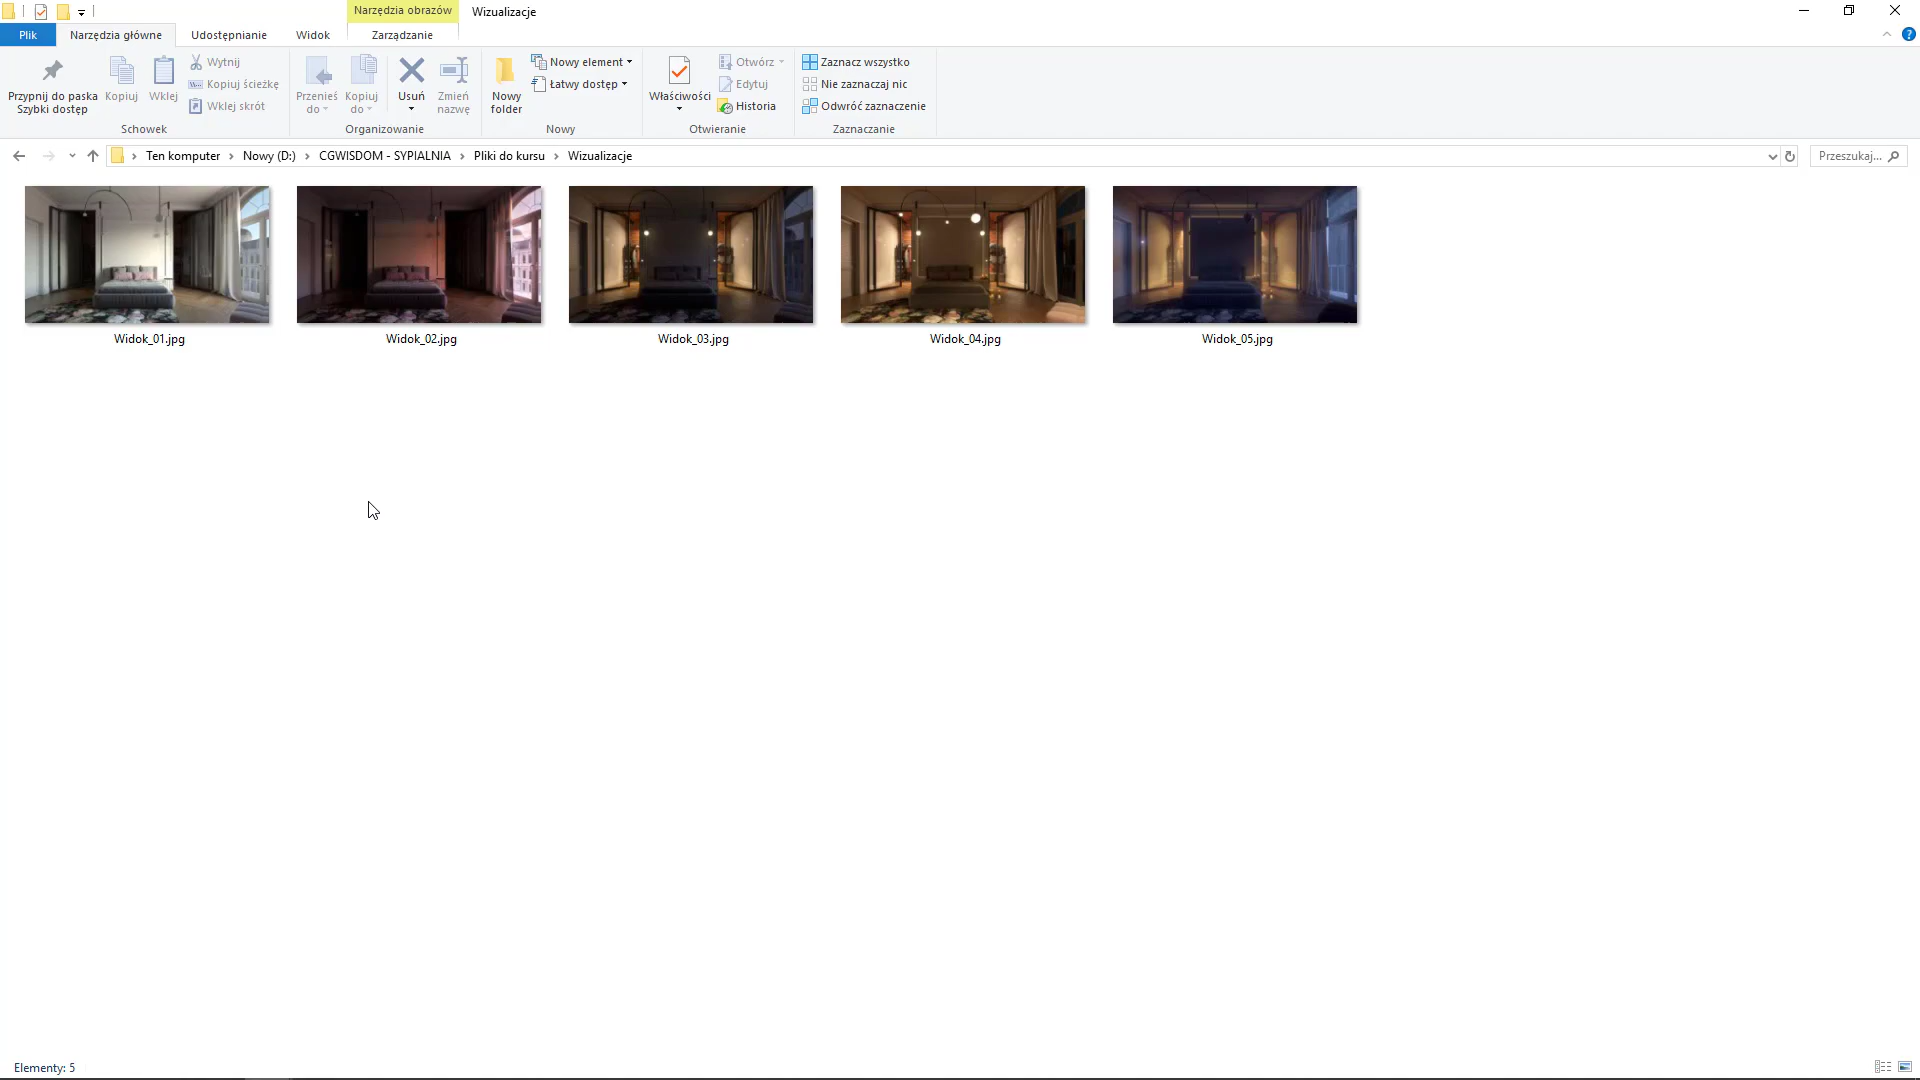 Narzędzia obrazów
Wizualizacje
Plik
Narzędzia główne
Udostępnianie
Widok
Zarządzanie
Przypnij do paska
Szybki dostęp
Kopiuj
Wklej
Wytnij
Kopiuj ścieżkę
Wklej skrót
Schowek
Przenieś
do
Kopiuj
do
Usuń
Zmień
nazwę
Organizowanie
Nowy
folder
Nowy element
Łatwy dostęp
Nowy
Właściwości
Otwórz
Edytuj
Historia
Otwieranie
Zaznacz wszystko
Nie zaznaczaj nic
Odwróć zaznaczenie
Zaznaczanie
Ten komputer > Nowy (D:) > CGWISDOM - SYPIALNIA > Pliki do kursu > Wizualizacje
Przeszukaj...
Widok_01.jpg
Widok_02.jpg
Widok_03.jpg
Widok_04.jpg
Widok_05.jpg
Elementy: 5